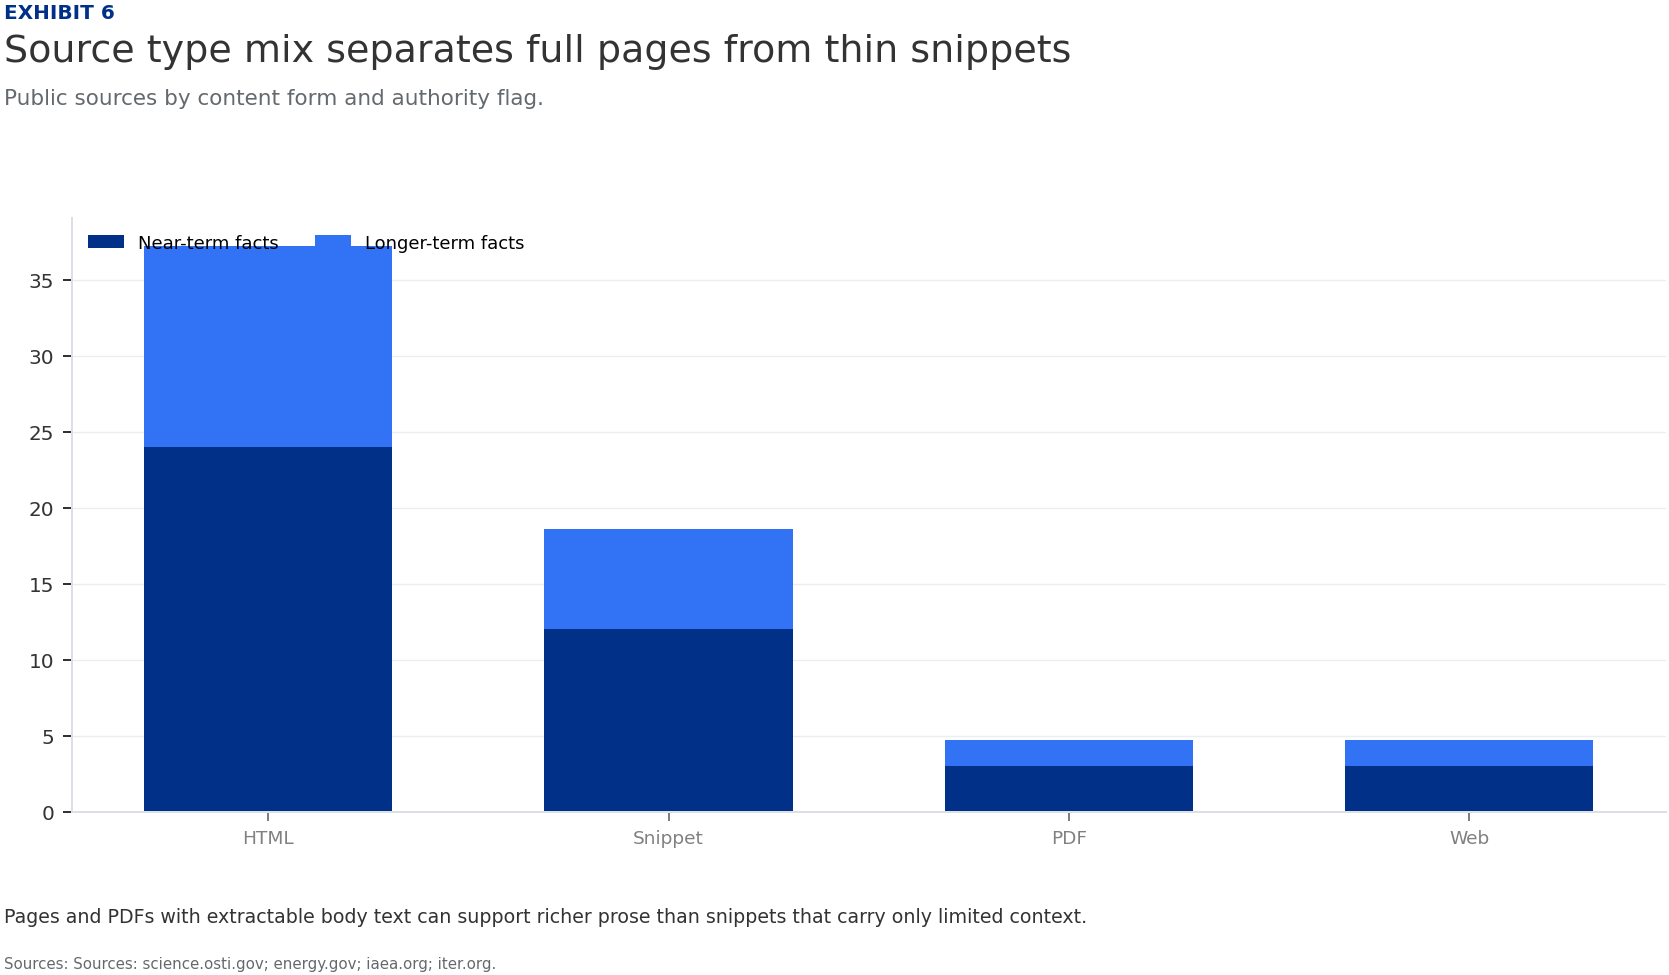 EXHIBIT 6
Source type mix separates full pages from thin snippets
Public sources by content form and authority flag.
Near-term facts
Longer-term facts
35
30
25
20
15
10
5
0
HTML
Snippet
PDF
Web
Pages and PDFs with extractable body text can support richer prose than snippets that carry only limited context.
Sources: Sources: science.osti.gov; energy.gov; iaea.org; iter.org.